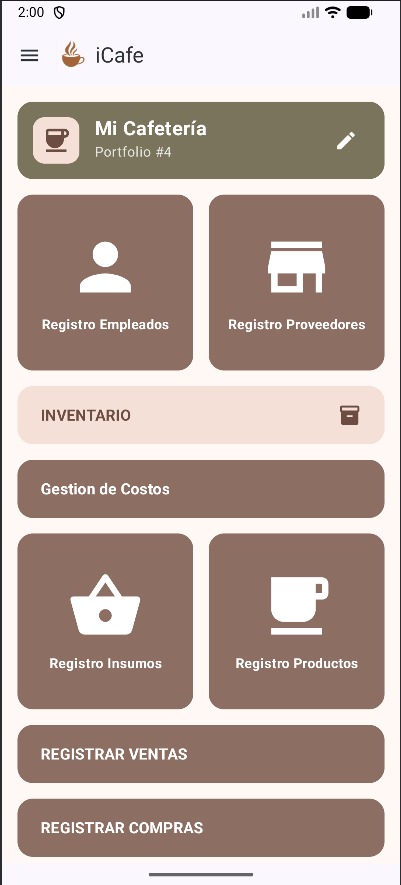 2:00
iCafe
Mi Cafetería
Portfolio #4
Registro Empleados
Registro Proveedores
INVENTARIO
Gestion de Costos
Registro Insumos
Registro Productos
REGISTRAR VENTAS
REGISTRAR COMPRAS